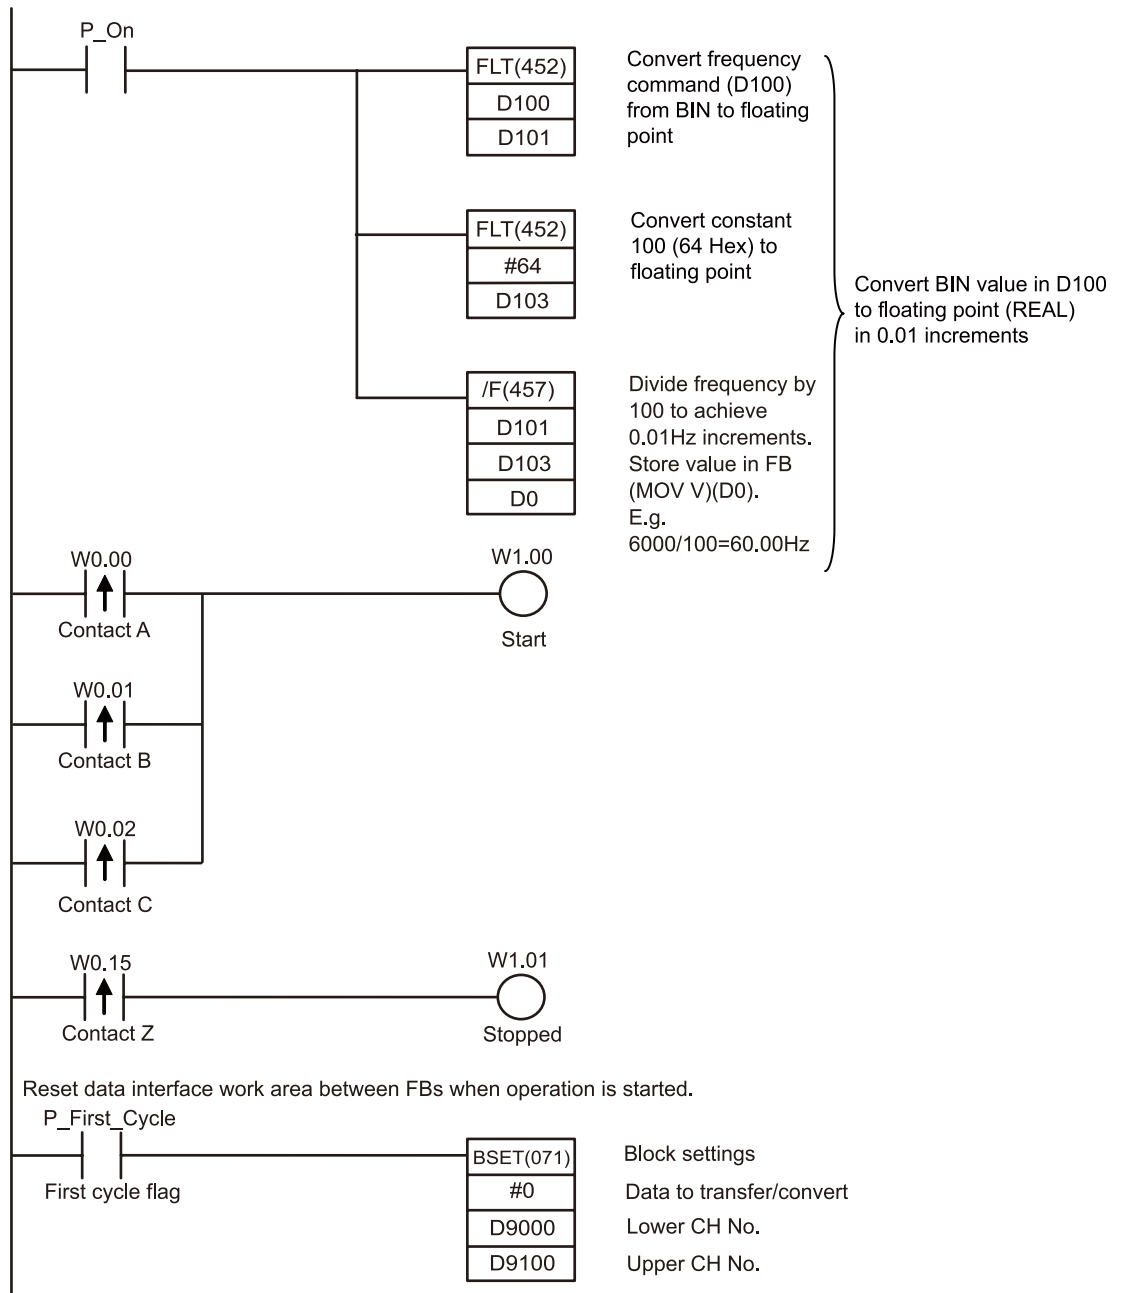 P_On
FLT(452)
D100
D101
Convert frequency
command (D100)
from BIN to floating
point
FLT(452)
#64
D103
Convert constant
100 (64 Hex) to
floating point
Convert BIN value in D100
to floating point (REAL)
in 0.01 increments
/F(457)
D101
D103
D0
Divide frequency by
100 to achieve
0.01Hz increments.
Store value in FB
(MOV V)(D0).
E.g.
6000/100=60.00Hz
W0.00
Contact A
W1.00
Start
W0.01
Contact B
W0.02
Contact C
W0.15
Contact Z
W1.01
Stopped
Reset data interface work area between FBs when operation is started.
P_First_Cycle
First cycle flag
BSET(071)
#0
D9000
D9100
Block settings
Data to transfer/convert
Lower CH No.
Upper CH No.